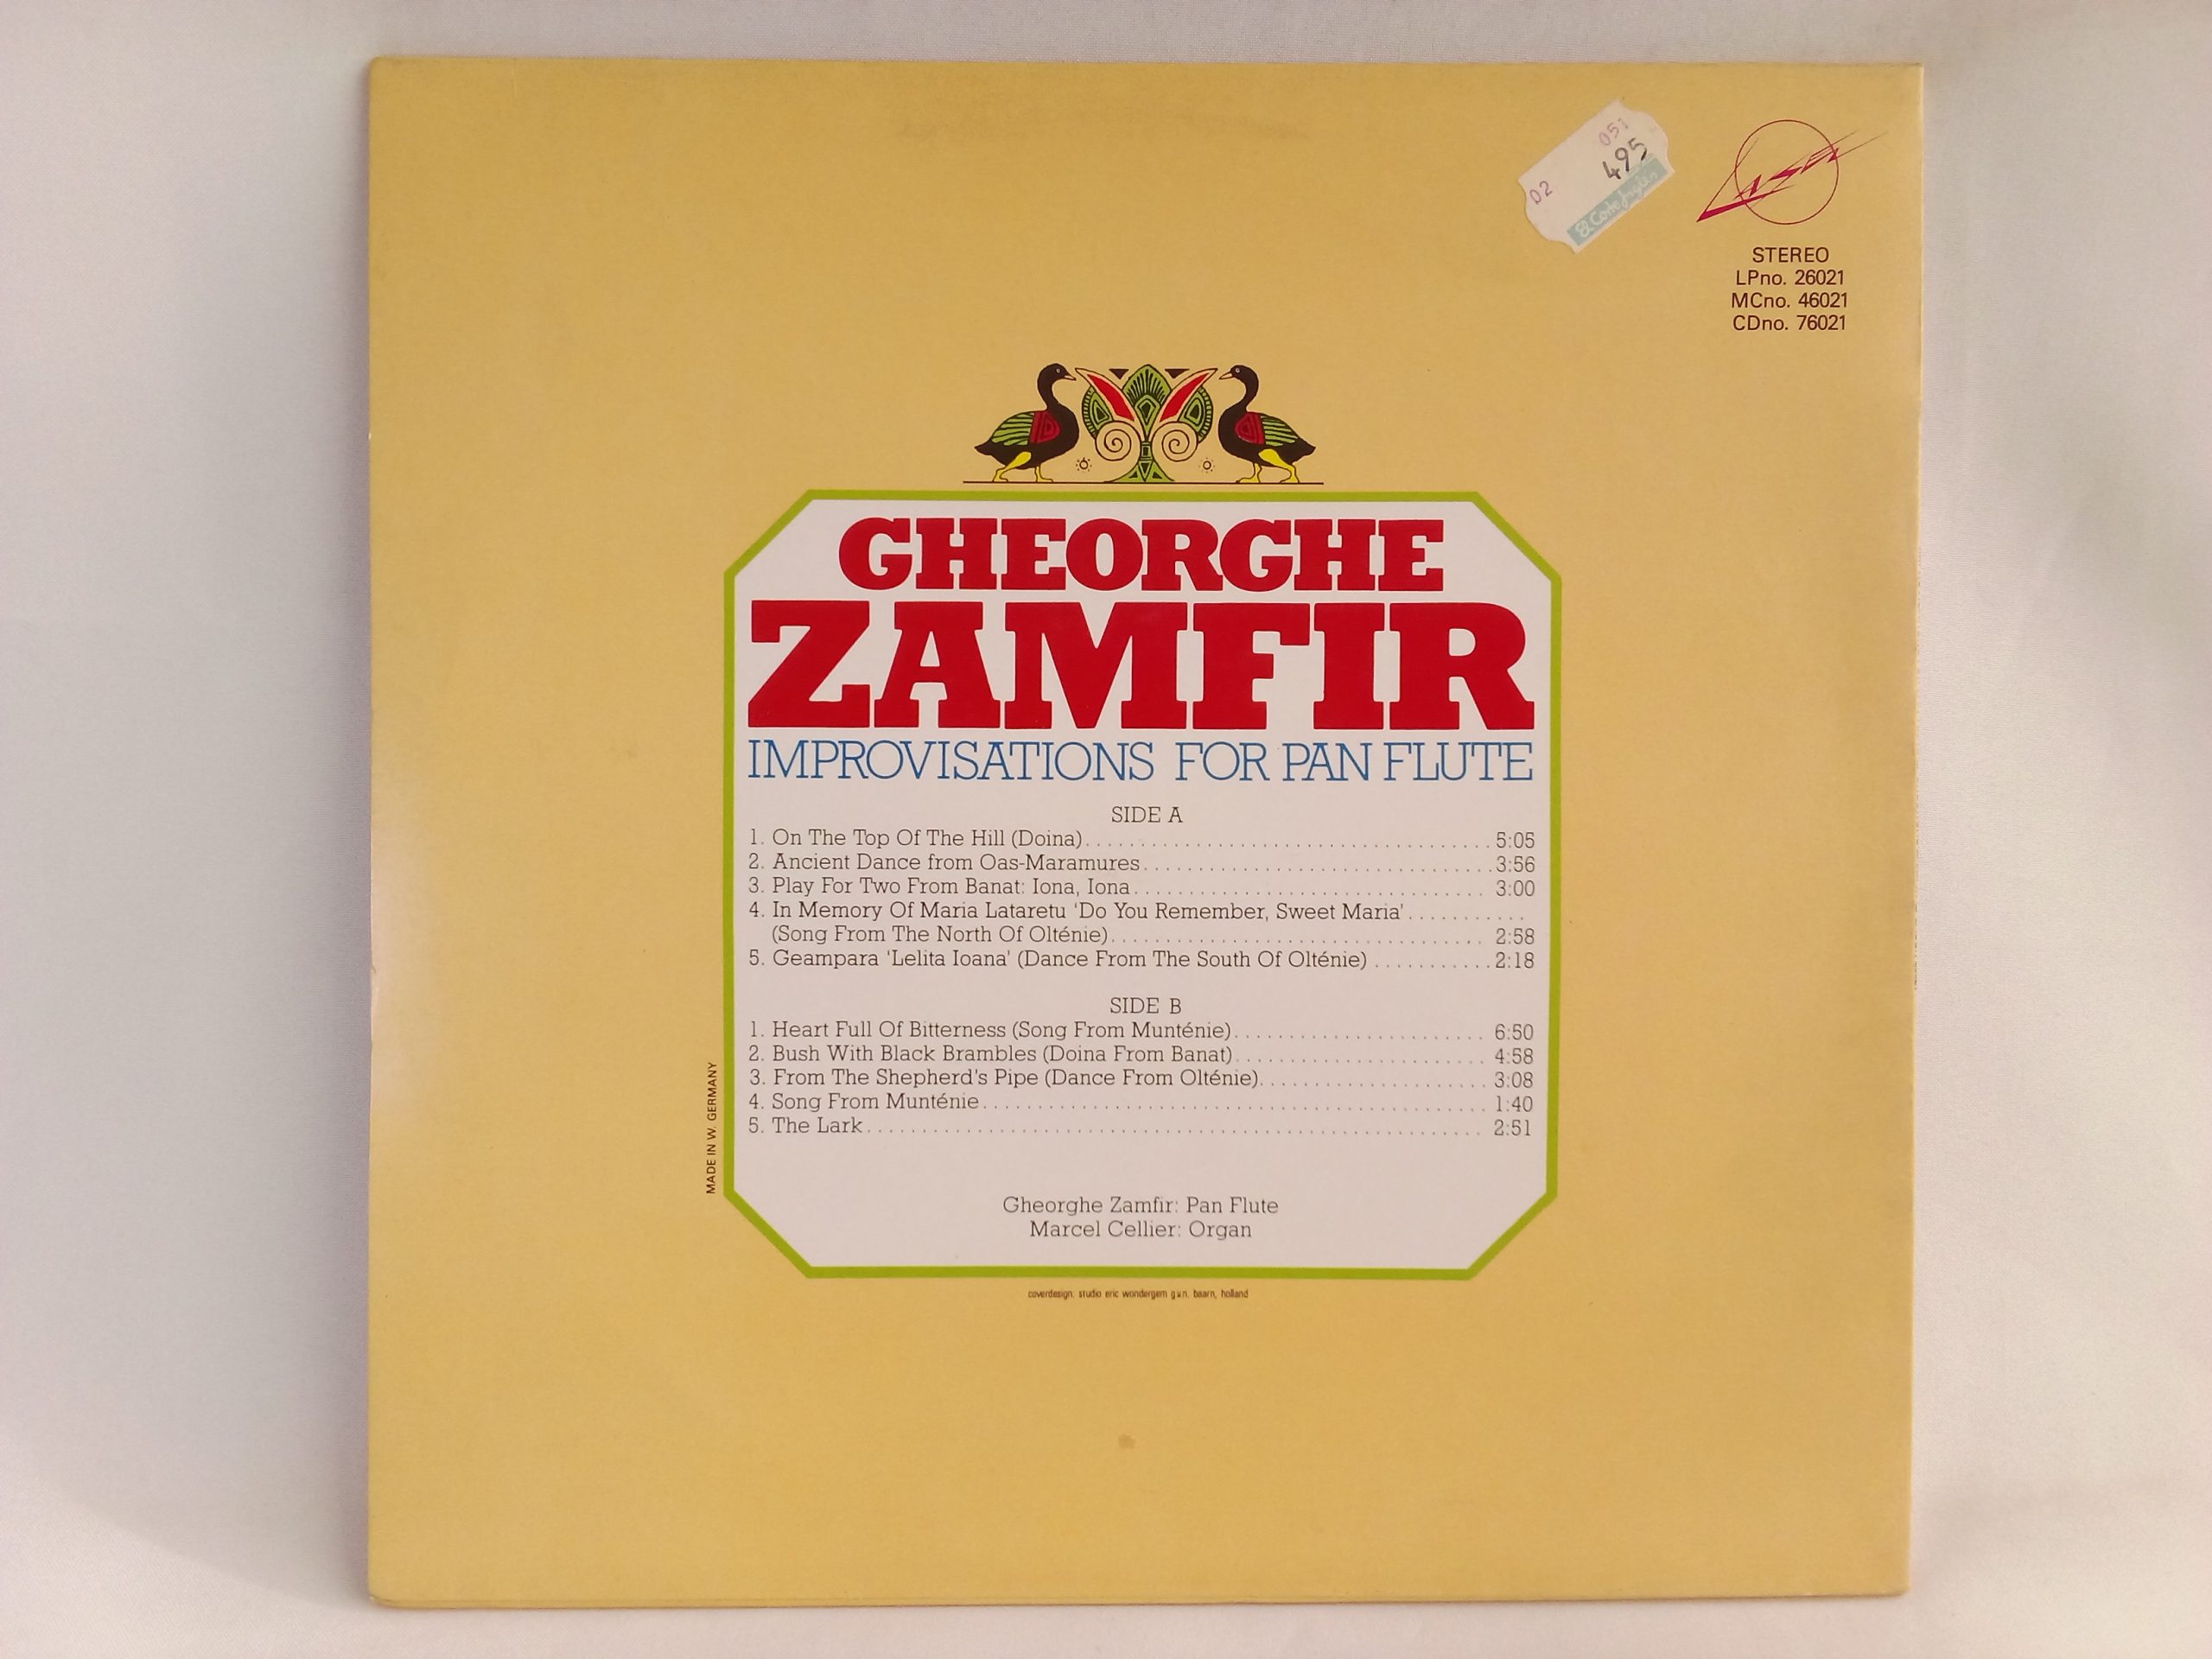 051
495
02
El Corte Inglés
STEREO
LPno. 26021
MCno. 46021
CDno. 76021
GHEORGHE
ZAMFIR
IMPROVISATIONS FOR PAN FLUTE
SIDE A
1. On The Top Of The Hill (Doina)........................................5:05
2. Ancient Dance from Oas-Maramures...................................3:56
3. Play For Two From Banat: Iona, Iona................................... 3:00
4. In Memory Of Maria Lataretu 'Do You Remember, Sweet Maria'...........
(Song From The North Of Olténie)..................................... 2:58
5. Geampara 'Lelita Ioana' (Dance From The South Of Olténie) ...........2:18
SIDE B
1. Heart Full Of Bitterness (Song From Munténie)......................... 6:50
2. Bush With Black Brambles (Doina From Banat)......................... 4:58
3. From The Shepherd's Pipe (Dance From Olténie)....................... 3:08
4. Song From Munténie.................................................. 1:40
5. The Lark.............................................................. 2:51
Gheorghe Zamfir: Pan Flute
Marcel Cellier: Organ
MADE IN W. GERMANY
coverdesign: studio eric wondergem gvn. baarn, holland